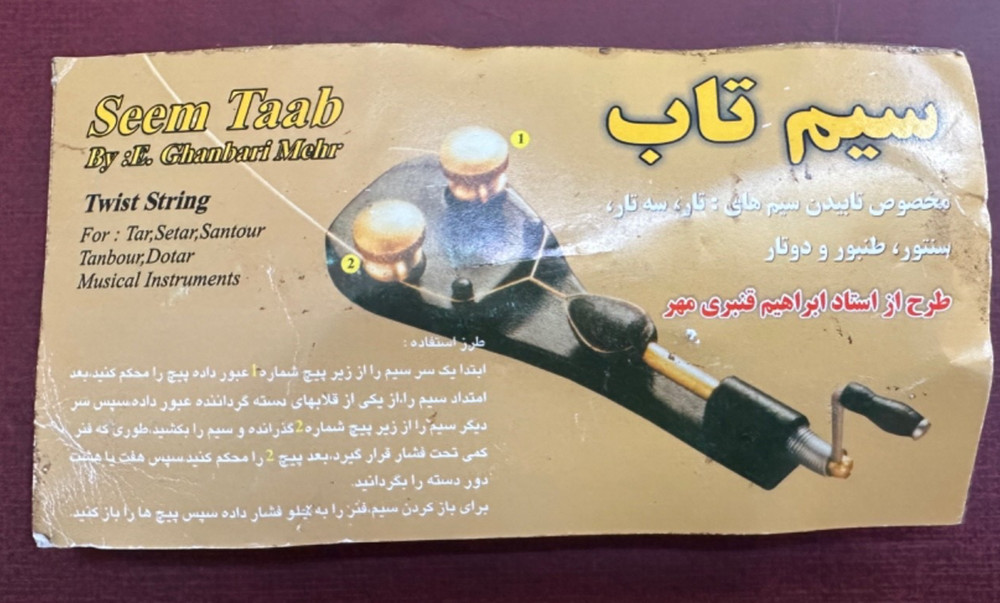 Seem Taab
By :E. Ghanbari Mehr
Twist String
For : Tar,Setar,Santour
Tanbour,Dotar
Musical Instruments
1
2
سیم تاب
مخصوص تابیدن سیم های : تار، سه تار،
سنتور، طنبور و دوتار
طرح از استاد ابراهیم قنبری مهر
طرز استفاده :
ابتدا یک سر سیم را از زیر پیچ شماره 1 عبور داده پیچ را محکم کنید،بعد
امتداد سیم را،از یکی از قلابهای دسته گرداننده عبور داده،سپس سر
دیگر سیم را از زیر پیچ شماره 2 گذرانده و سیم را بکشید،طوری که فنر
کمی تحت فشار قرار گیرد،بعد پیچ 2 را محکم کنید،سپس هفت یا هشت
دور دسته را بگردانید.
برای باز کردن سیم،فنر را به جلو فشار داده سپس پیچ ها را باز کنید.